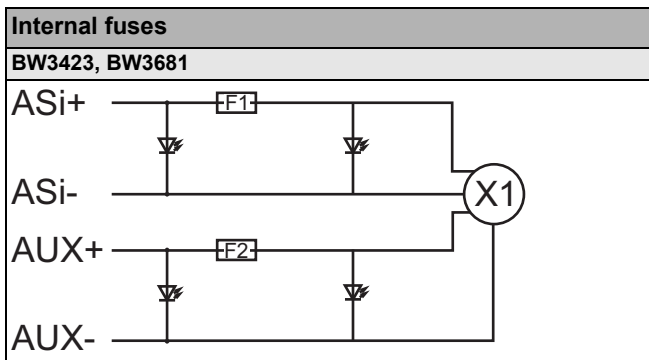 Internal fuses
BW3423, BW3681
ASi+
F1
ASi-
X1
AUX+
F2
AUX-